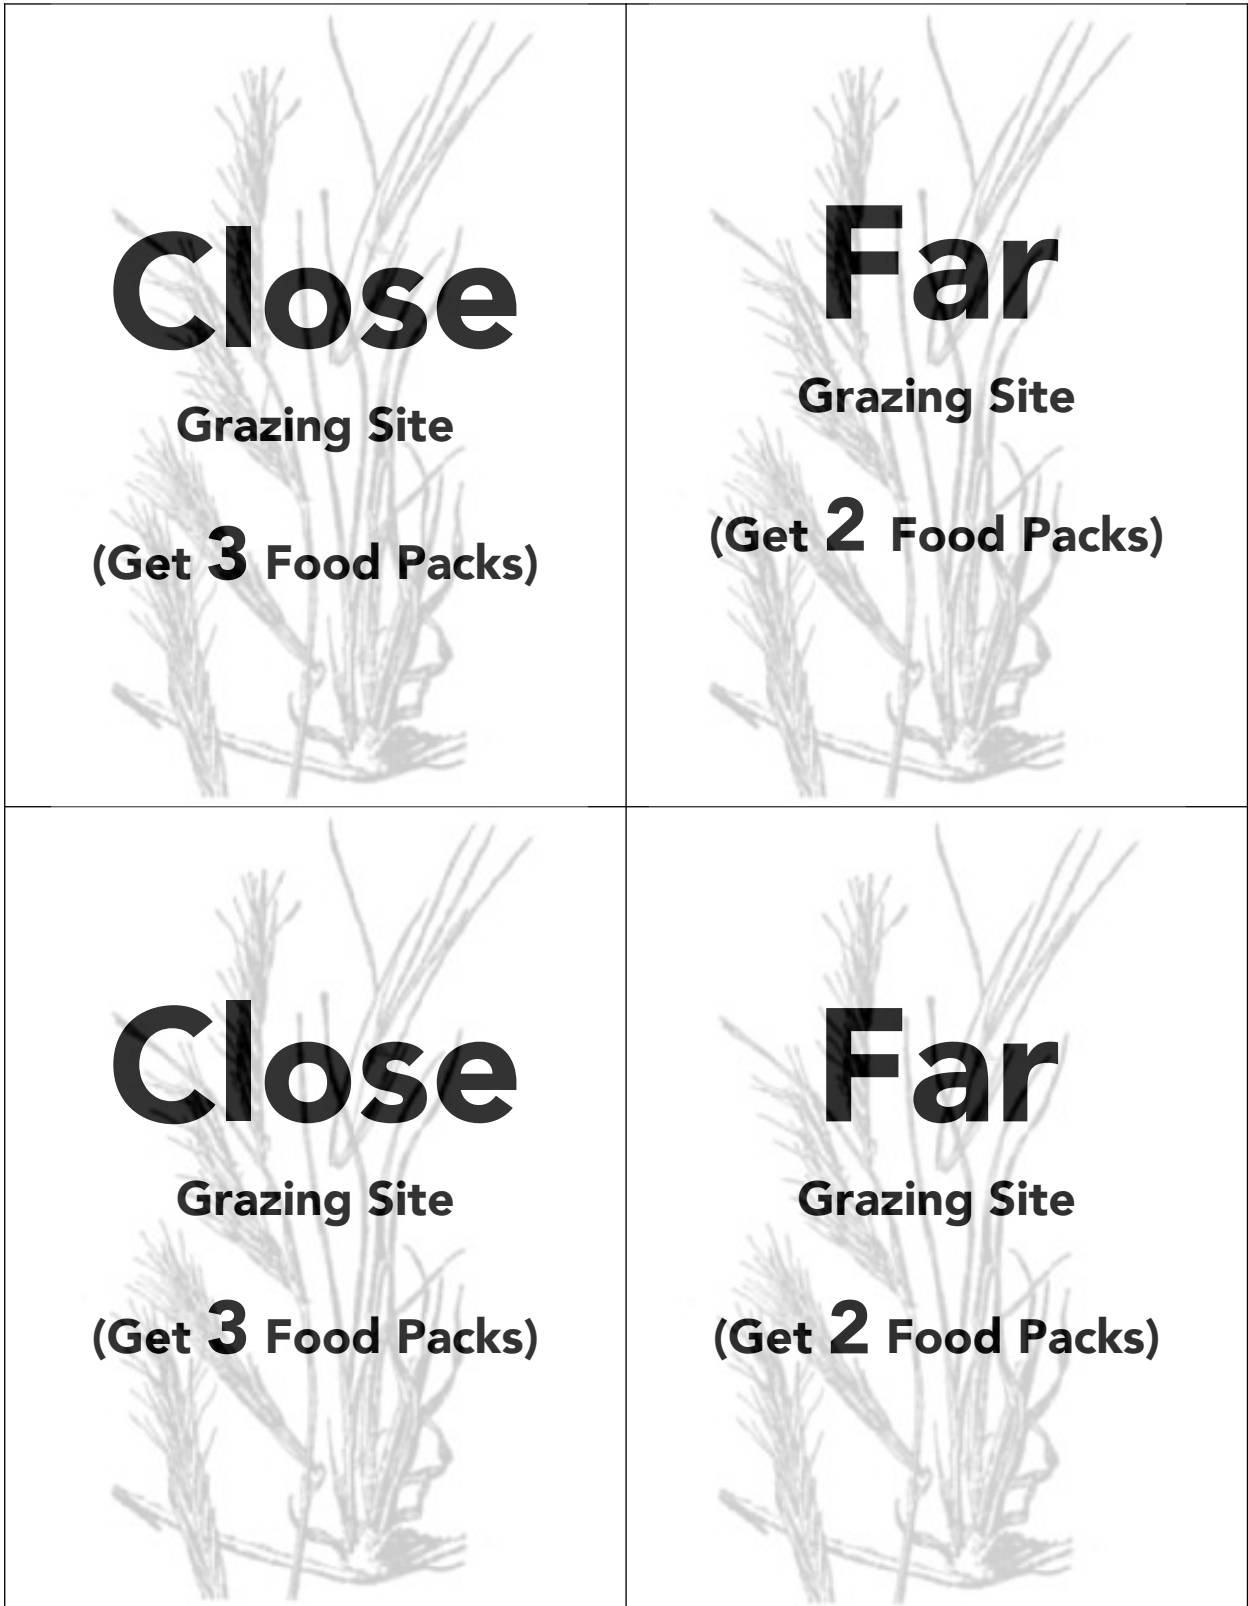 Close
Grazing Site
(Get 3 Food Packs)
Far
Grazing Site
(Get 2 Food Packs)
Close
Grazing Site
(Get 3 Food Packs)
Far
Grazing Site
(Get 2 Food Packs)